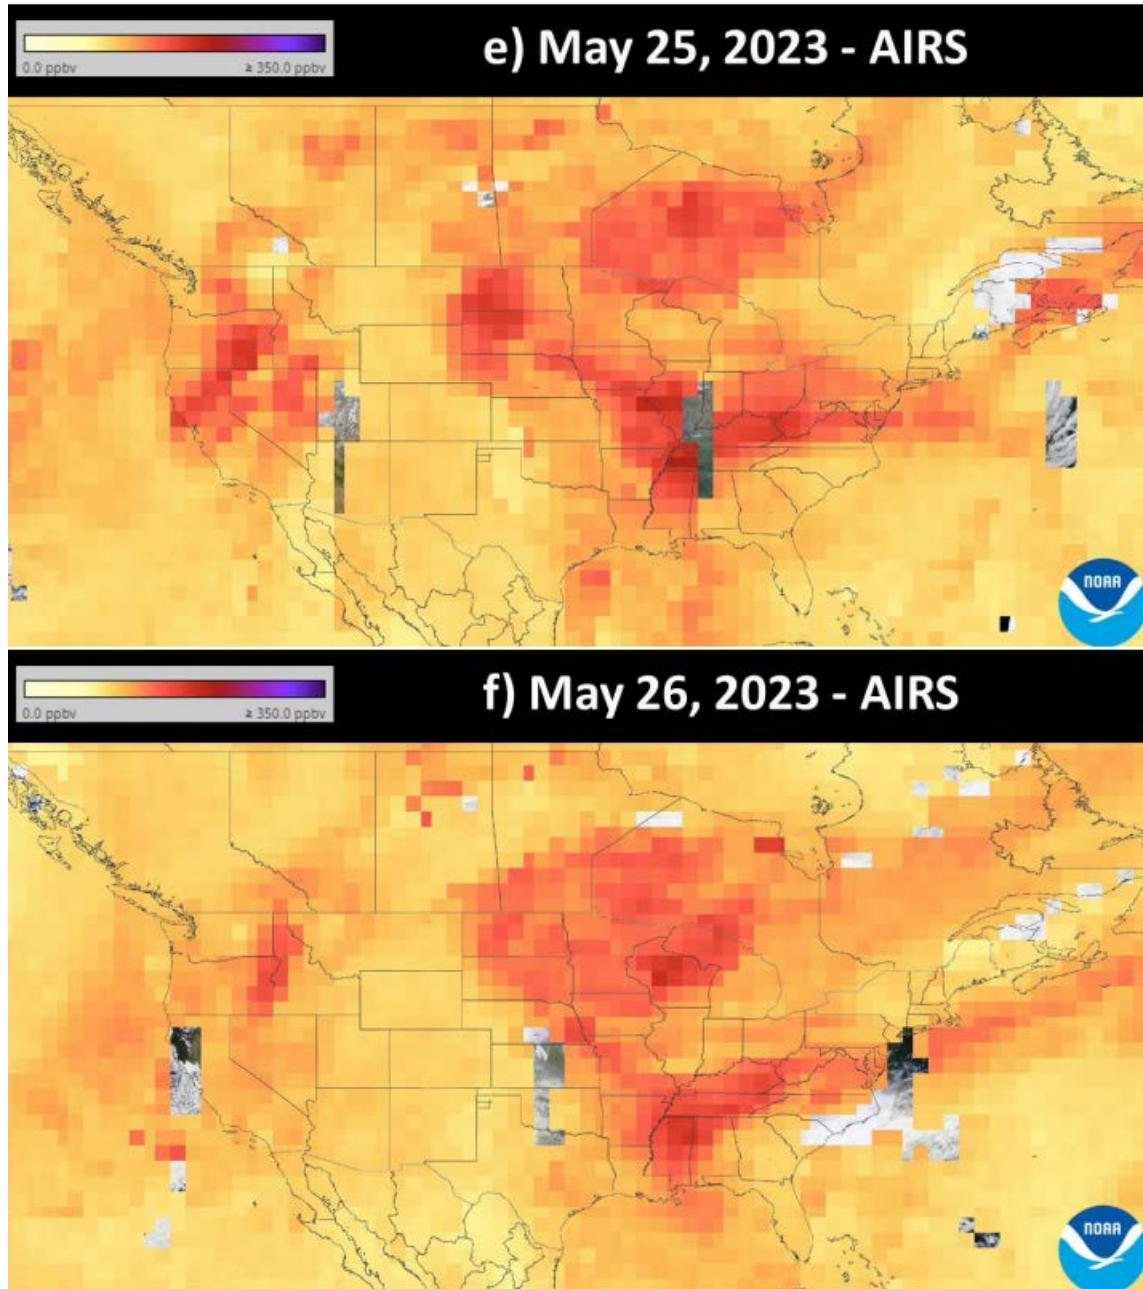 e) May 25, 2023 - AIRS
0.0 ppbv ≥ 350.0 ppbv
NOAA
f) May 26, 2023 - AIRS
0.0 ppbv ≥ 350.0 ppbv
NOAA